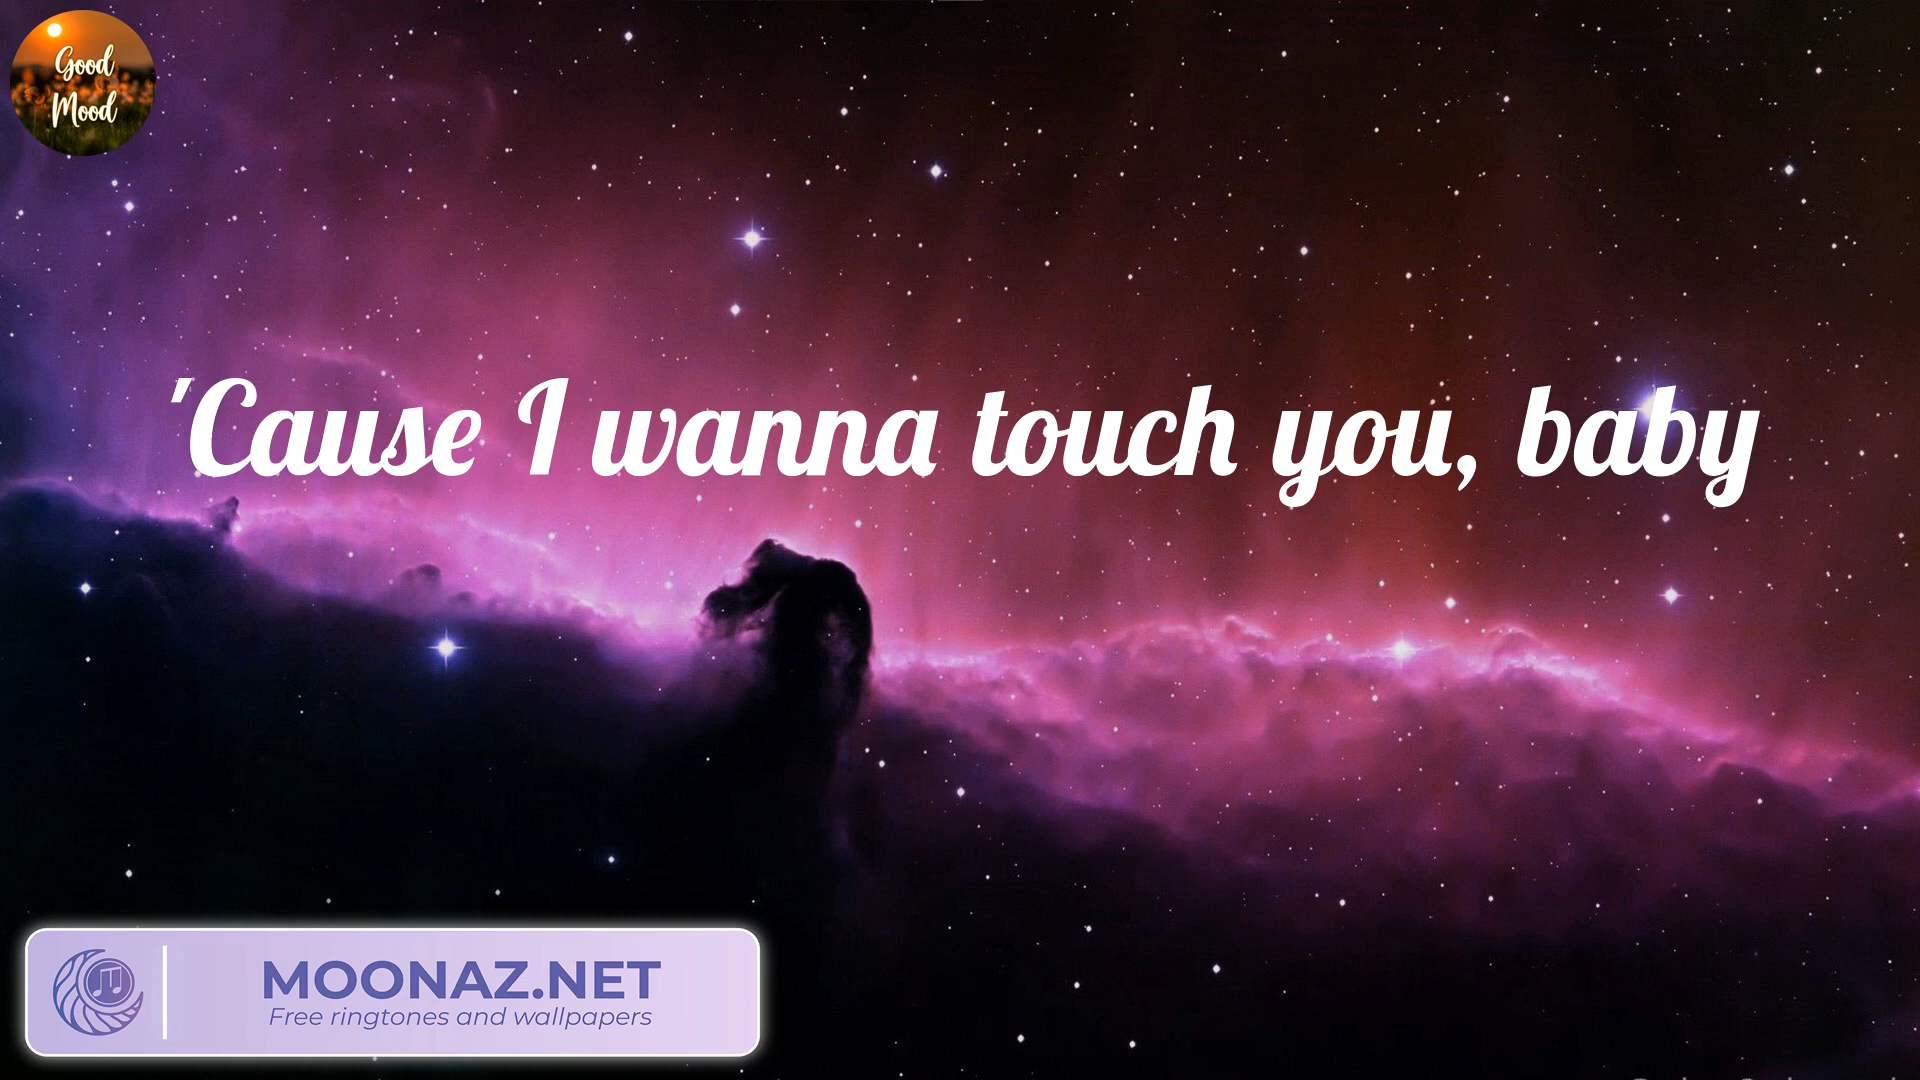 Good
Mood
'Cause I wanna touch you, baby
MOONAZ.NET
Free ringtones and wallpapers